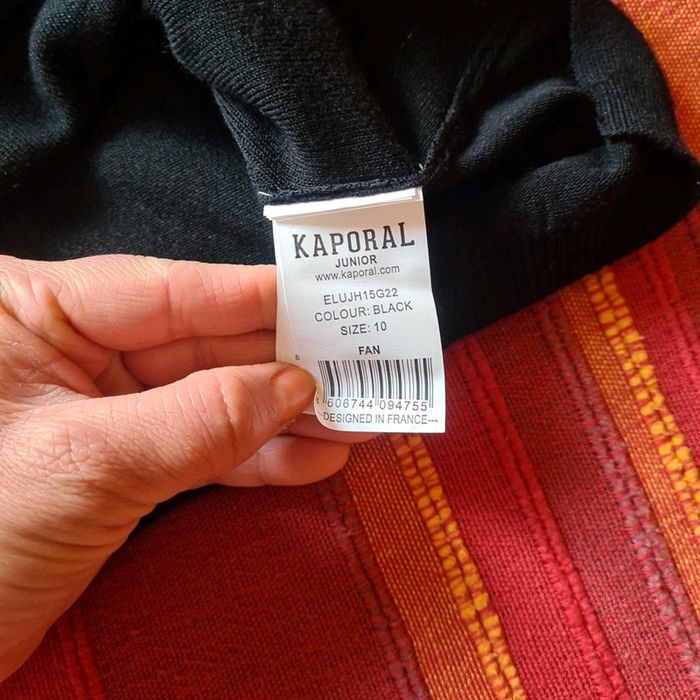 KAPORAL
JUNIOR
www.kaporal.com
ELUJH15G22
COLOUR: BLACK
SIZE: 10
FAN
606744 094755
DESIGNED IN FRANCE---